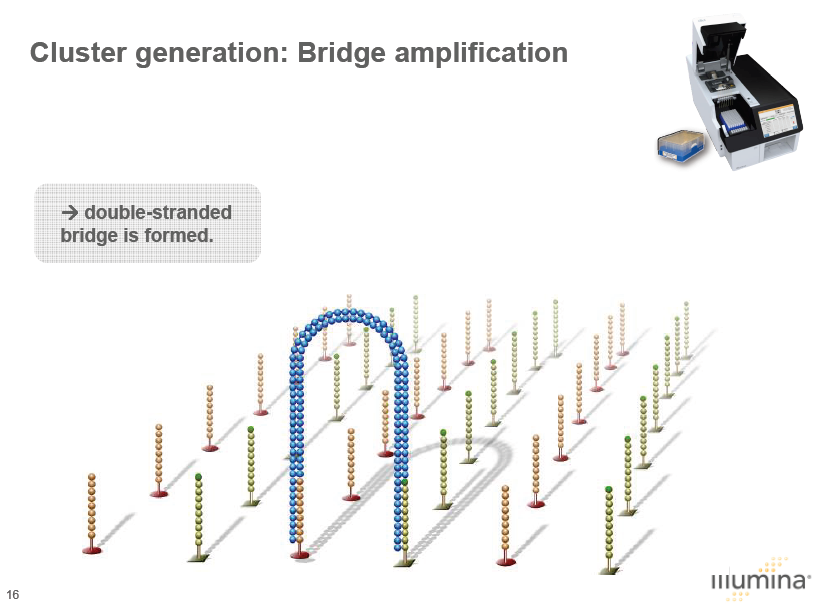 Cluster generation: Bridge amplification
→ double-stranded
bridge is formed.
16
illumina®